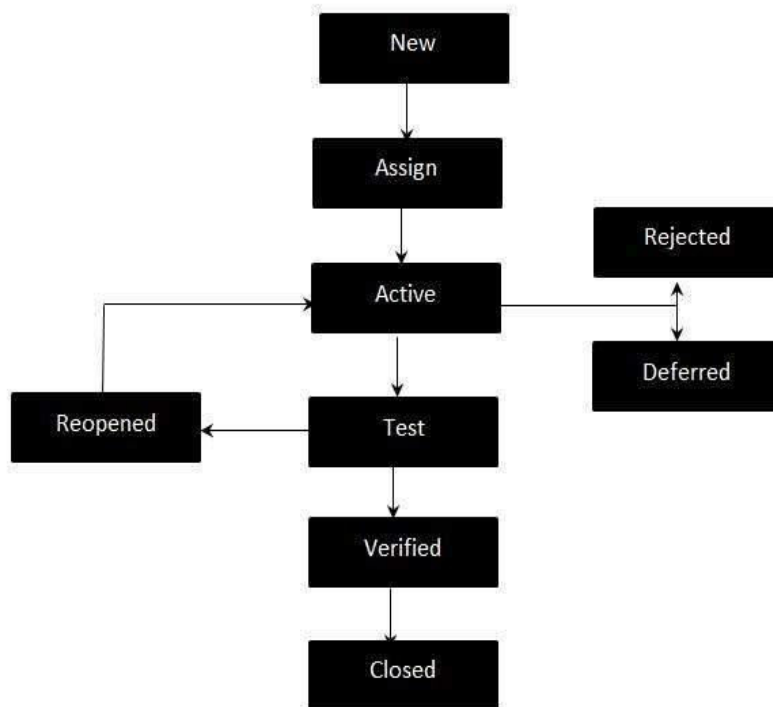 New
Assign
Rejected
Active
Deferred
Reopened
Test
Verified
Closed